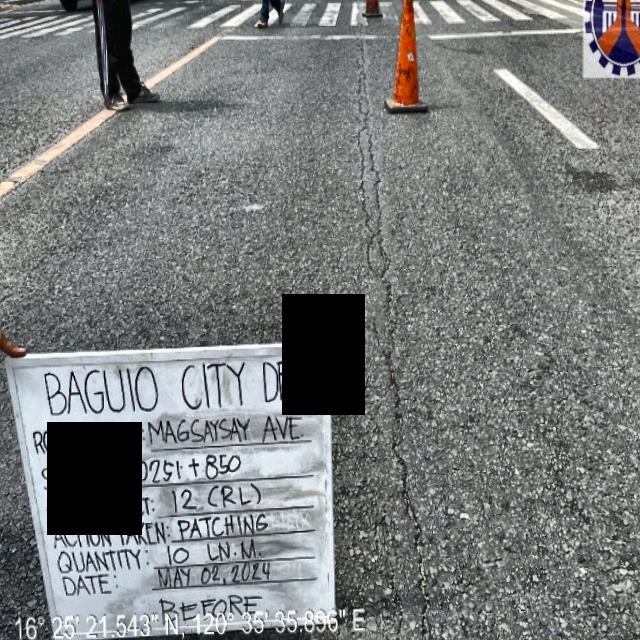 BAGUIO CITY
: MAGSAYSAY AVE
0251 + 850
: 12 (RL)
ACTION TAKEN: PATCHING
QUANTITY: 10 LN.M.
DATE: MAY 02, 2024
BEFORE
16° 25' 21.543" N, 120° 35' 35.896" E